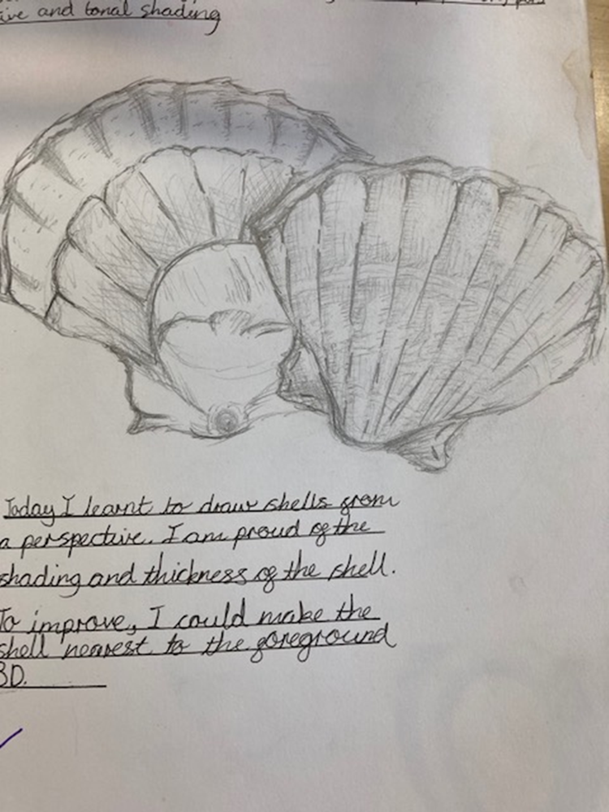 ive and tonal shading
Today I learnt to draw shells from
a perspective. I am proud of the
shading and thickness of the shell.
To improve, I could make the
shell nearest to the foreground
3D.